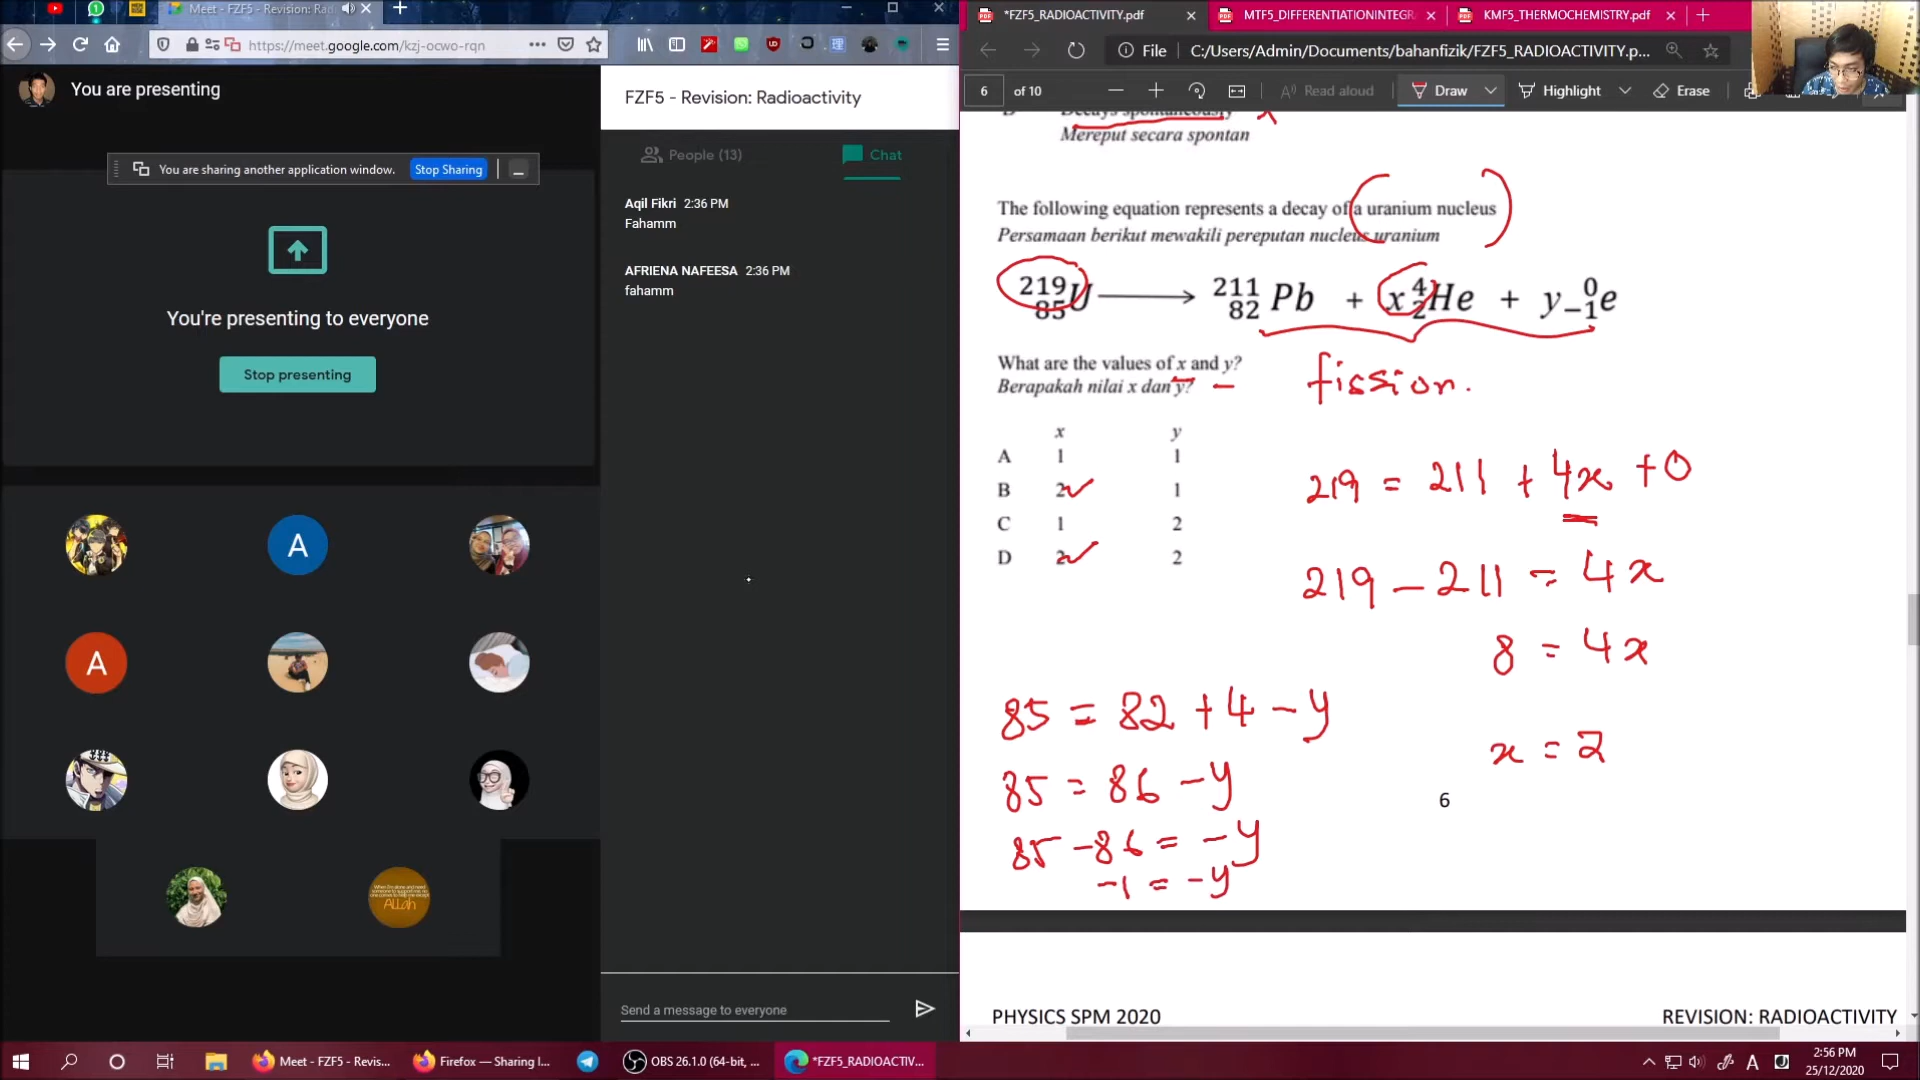 Meet - FZF5 - Revision: Rad
https://meet.google.com/kzj-ocwo-rqn
You are presenting
You are sharing another application window. Stop Sharing
You're presenting to everyone
Stop presenting
A
A
ALLah
FZF5 - Revision: Radioactivity
People (13)
Chat
Aqil Fikri 2:36 PM
Fahamm
AFRIENA NAFEESA 2:36 PM
fahamm
Send a message to everyone
*FZF5_RADIOACTIVITY.pdf
MTF5_DIFFERENTIATIONINTEGR
KMF5_THERMOCHEMISTRY.pdf
File C:/Users/Admin/Documents/bahanfizik/FZF5_RADIOACTIVITY.p...
6 of 10
Read aloud
Draw
Highlight
Erase
Decays spontaneously x
Mereput secara spontan
The following equation represents a decay of a uranium nucleus
Persamaan berikut mewakili pereputan nucleus uranium
219 85 U → 211 82 Pb + x 4 2 He + y 0 −1 e
What are the values of x and y?
Berapakah nilai x dan y?
fission.
x y
A 1 1
B 2 ✓ 1
C 1 2
D 2 ✓ 2
219 = 211 + 4x + 0
219 - 211 = 4x
8 = 4x
x = 2
85 = 82 + 4 - y
85 = 86 - y
85 - 86 = - y
-1 = - y
6
PHYSICS SPM 2020
REVISION: RADIOACTIVITY
Meet - FZF5 - Revis...
Firefox — Sharing I...
OBS 26.1.0 (64-bit, ...
*FZF5_RADIOACTIV...
A
2:56 PM
25/12/2020